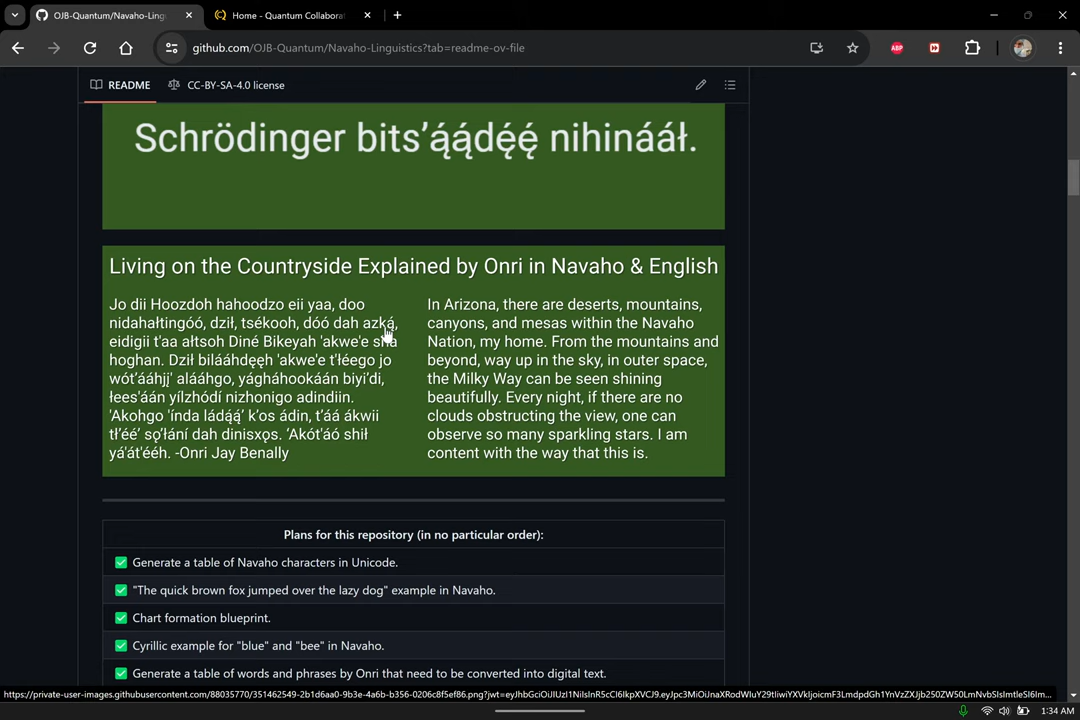 OJB-Quantum/Navaho-Ling
Home - Quantum Collabora
github.com/OJB-Quantum/Navaho-Linguistics?tab=readme-ov-file
ABP
README
CC-BY-SA-4.0 license
Schrödinger bits’ą́ą́dę́ę́ nihináál.
Living on the Countryside Explained by Onri in Navaho & English
Jo dii Hoozdoh hahoodzo eii yaa, doo
nidahałtingóó, dził, tsékooh, dóó dah azką́,
eidigii t'aa ałtsoh Diné Bikeyah 'akwe'e sha
hoghan. Dził bilááhdęęh 'akwe'e t'łéego jo
wót’ááhjį' alááhgo, yágháhookáán biyi’di,
łees'áán yílzhódí nizhonigo adindiin.
'Akohgo 'índa ládą́ą́’ k’os ádin, t’áá ákwii
tł’éé’ sǫ’łání dah dinisxǫs. ‘Akót’áó shił
yá'át'ééh. -Onri Jay Benally
In Arizona, there are deserts, mountains,
canyons, and mesas within the Navaho
Nation, my home. From the mountains and
beyond, way up in the sky, in outer space,
the Milky Way can be seen shining
beautifully. Every night, if there are no
clouds obstructing the view, one can
observe so many sparkling stars. I am
content with the way that this is.
Plans for this repository (in no particular order):
Generate a table of Navaho characters in Unicode.
"The quick brown fox jumped over the lazy dog" example in Navaho.
Chart formation blueprint.
Cyrillic example for "blue" and "bee" in Navaho.
Generate a table of words and phrases by Onri that need to be converted into digital text.
1:34 AM